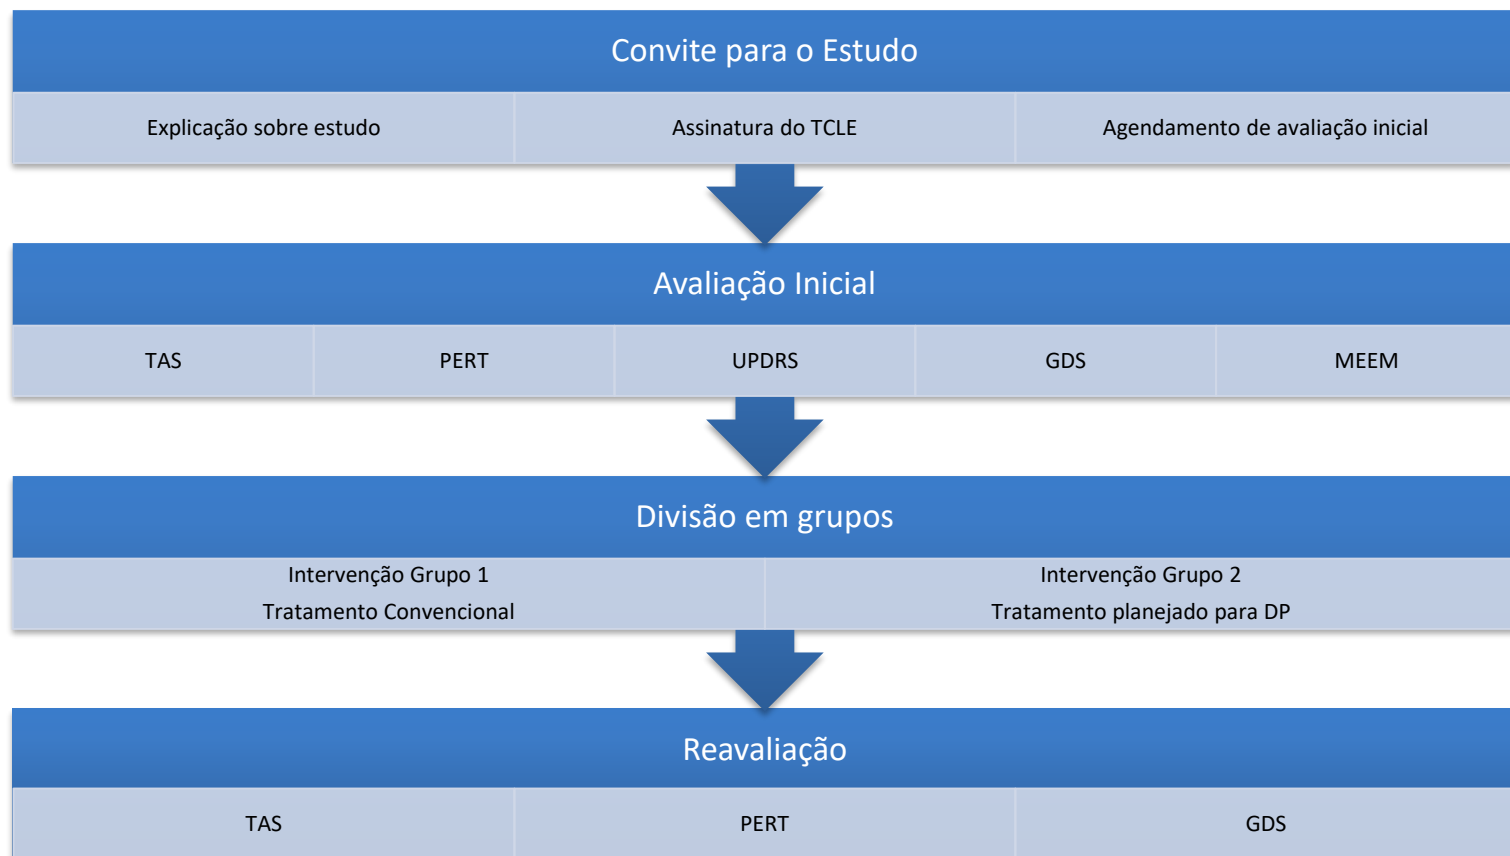 Convite para o Estudo
Explicação sobre estudo
Assinatura do TCLE
Agendamento de avaliação inicial
Avaliação Inicial
TAS
PERT
UPDRS
GDS
MEEM
Divisão em grupos
Intervenção Grupo 1
Tratamento Convencional
Intervenção Grupo 2
Tratamento planejado para DP
Reavaliação
TAS
PERT
GDS